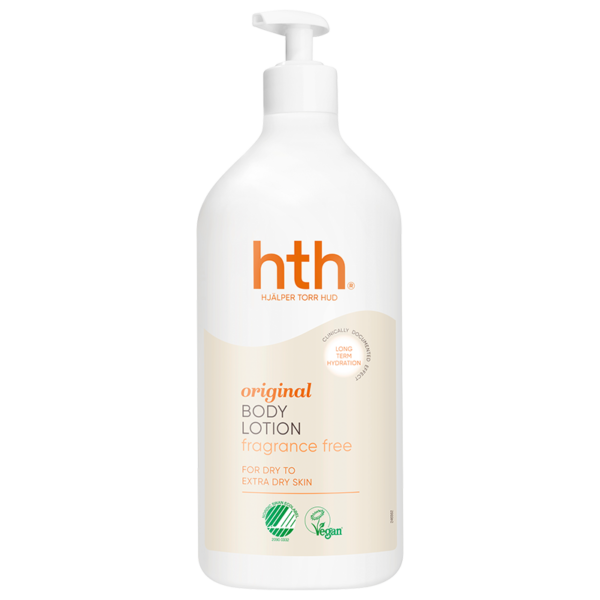 hth®
HJÄLPER TORR HUD
CLINICALLY DOCUMENTED EFFECT
LONG
TERM
HYDRATION
original
BODY
LOTION
fragrance free
FOR DRY TO
EXTRA DRY SKIN
Vegan